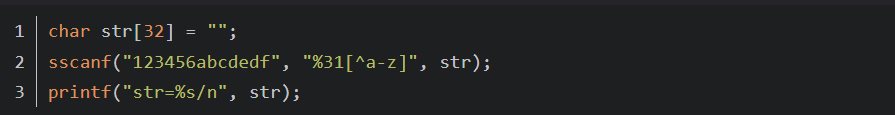 1 char str[32] = "";
2 sscanf("123456abcdedf", "%31[^a-z]", str);
3 printf("str=%s/n", str);